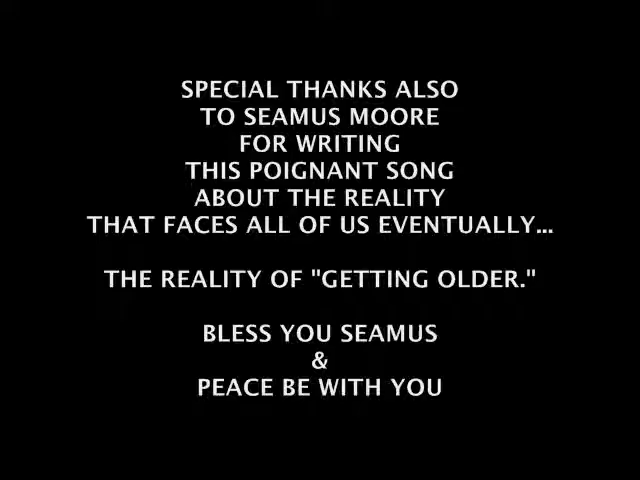 SPECIAL THANKS ALSO
TO SEAMUS MOORE
FOR WRITING
THIS POIGNANT SONG
ABOUT THE REALITY
THAT FACES ALL OF US EVENTUALLY...
THE REALITY OF "GETTING OLDER."
BLESS YOU SEAMUS
&
PEACE BE WITH YOU